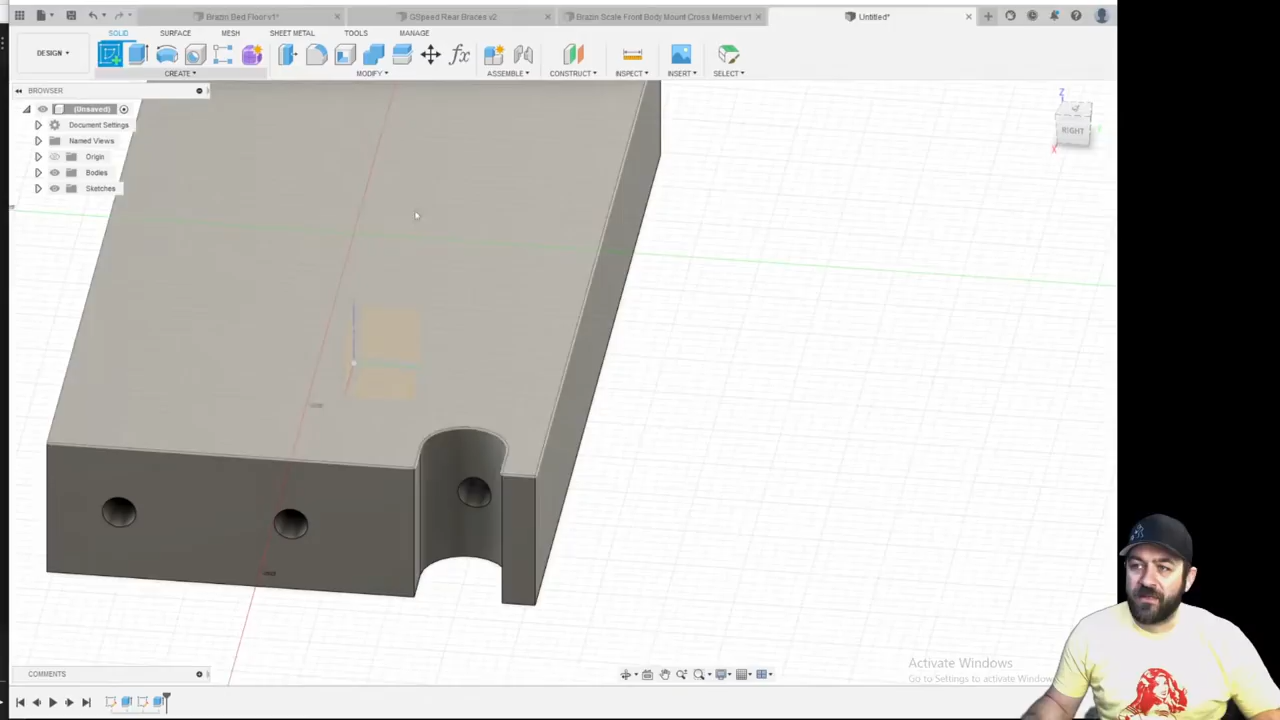 Brazin Bed Floor v1*
GSpeed Rear Braces v2
Brazin Scale Front Body Mount Cross Member v1
Untitled*
SOLID
SURFACE
MESH
SHEET METAL
TOOLS
MANAGE
DESIGN
CREATE
MODIFY
fx
ASSEMBLE
CONSTRUCT
INSPECT
INSERT
SELECT
BROWSER
(Unsaved)
Document Settings
Named Views
Origin
Bodies
Sketches
Z
RIGHT
X
Activate Windows
Go to Settings to activate Windows
COMMENTS